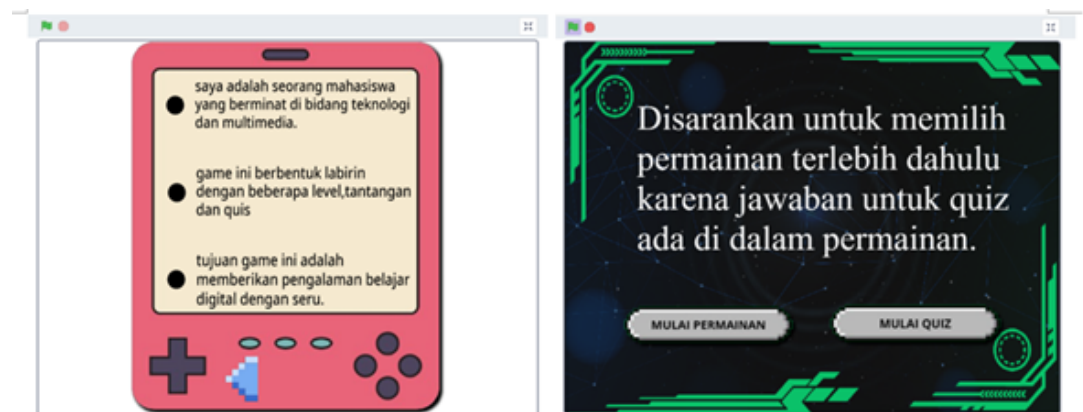 saya adalah seorang mahasiswa
yang berminat di bidang teknologi
dan multimedia.
game ini berbentuk labirin
dengan beberapa level,tantangan
dan quis
tujuan game ini adalah
memberikan pengalaman belajar
digital dengan seru.
Disarankan untuk memilih
permainan terlebih dahulu
karena jawaban untuk quiz
ada di dalam permainan.
MULAI PERMAINAN
MULAI QUIZ